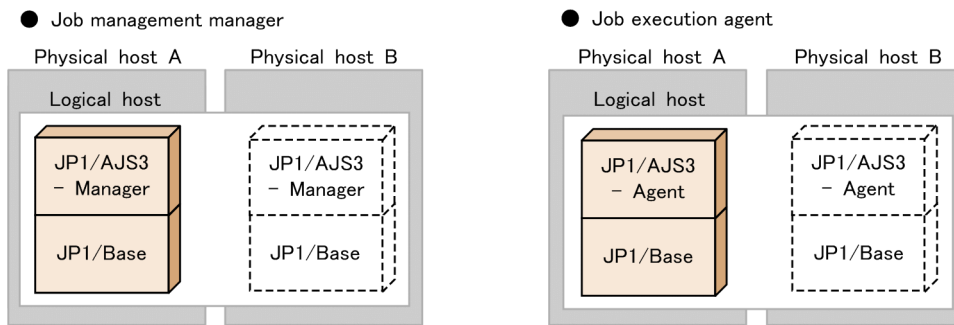 ● Job management manager
Physical host A
Physical host B
Logical host
JP1/AJS3
- Manager
JP1/Base
JP1/AJS3
- Manager
JP1/Base
● Job execution agent
Physical host A
Physical host B
Logical host
JP1/AJS3
- Agent
JP1/Base
JP1/AJS3
- Agent
JP1/Base